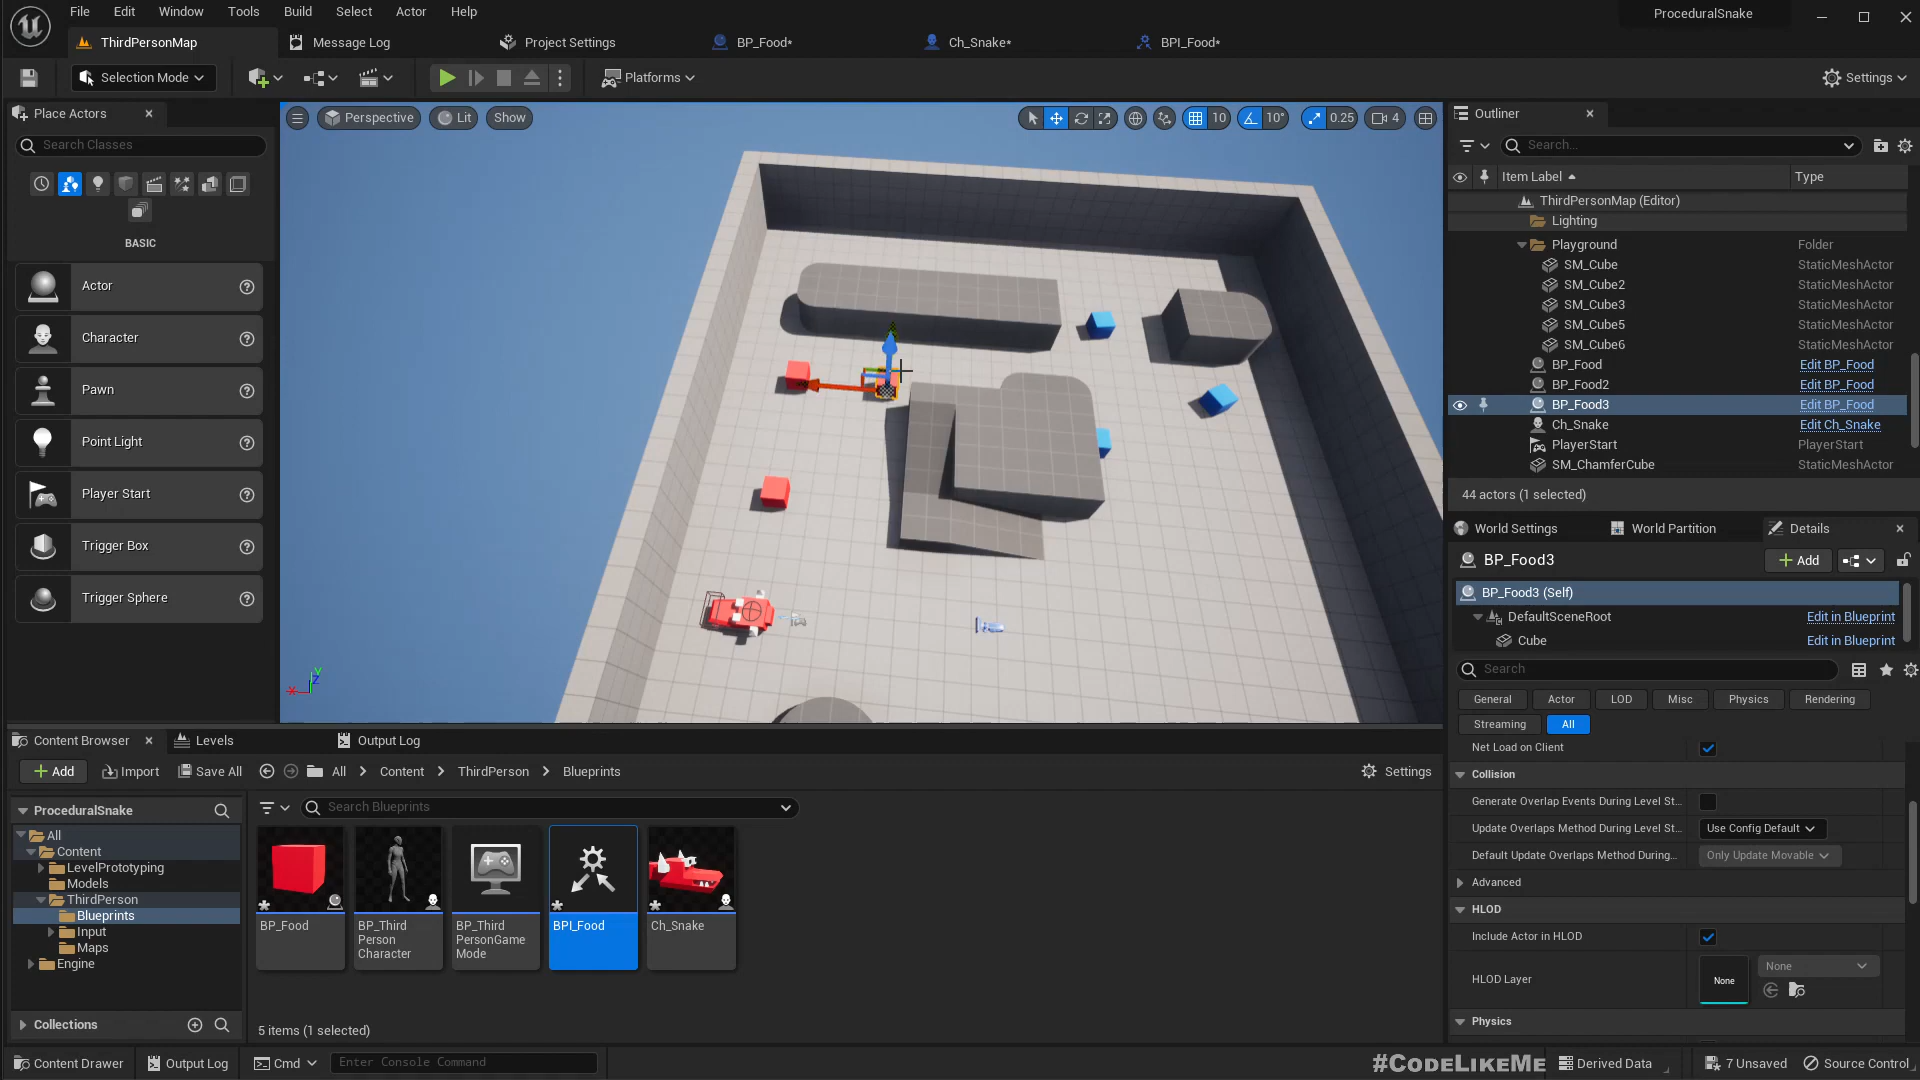 File Edit Window Tools Build Select Actor Help
ProceduralSnake
ThirdPersonMap Message Log Project Settings BP_Food* Ch_Snake* BPI_Food*
Selection Mode Platforms Settings
Place Actors
Search Classes
BASIC
Actor
Character
Pawn
Point Light
Player Start
Trigger Box
Trigger Sphere
Perspective Lit Show 10 10° 0.25 4
X Y Z
Outliner
Search...
Item Label Type
ThirdPersonMap (Editor)
Lighting
Playground Folder
SM_Cube StaticMeshActor
SM_Cube2 StaticMeshActor
SM_Cube3 StaticMeshActor
SM_Cube5 StaticMeshActor
SM_Cube6 StaticMeshActor
BP_Food Edit BP_Food
BP_Food2 Edit BP_Food
BP_Food3 Edit BP_Food
Ch_Snake Edit Ch_Snake
PlayerStart PlayerStart
SM_ChamferCube StaticMeshActor
44 actors (1 selected)
World Settings World Partition Details
BP_Food3 Add
BP_Food3 (Self)
DefaultSceneRoot Edit in Blueprint
Cube Edit in Blueprint
Search
General Actor LOD Misc Physics Rendering
Streaming All
Net Load on Client
Collision
Generate Overlap Events During Level St...
Update Overlaps Method During Level St... Use Config Default
Default Update Overlaps Method During... Only Update Movable
Advanced
HLOD
Include Actor in HLOD
HLOD Layer None None
Physics
Content Browser Levels Output Log
Add Import Save All All Content ThirdPerson Blueprints Settings
ProceduralSnake
All
Content
LevelPrototyping
Models
ThirdPerson
Blueprints
Input
Maps
Engine
Collections
Search Blueprints
BP_Food
BP_Third
Person
Character
BP_Third
PersonGame
Mode
BPI_Food
Ch_Snake
5 items (1 selected)
Content Drawer Output Log Cmd Enter Console Command #CODELIKEME Derived Data 7 Unsaved Source Control